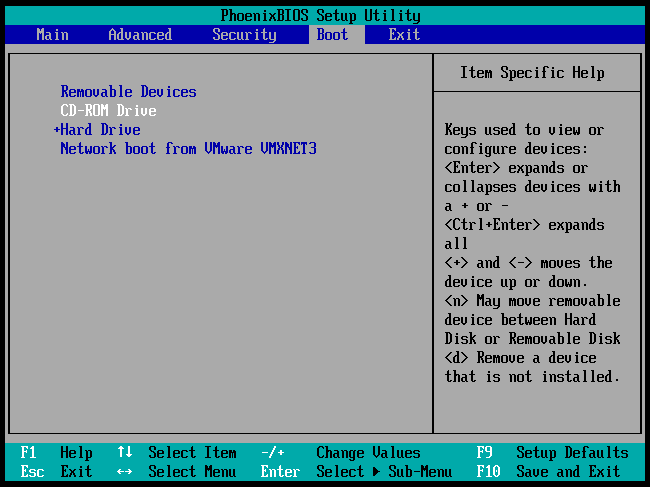 PhoenixBIOS Setup Utility
Main Advanced Security Boot Exit
Removable Devices
CD-ROM Drive
+Hard Drive
Network boot from VMware VMXNET3
Item Specific Help
Keys used to view or
configure devices:
<Enter> expands or
collapses devices with
a + or -
<Ctrl+Enter> expands
all
<+> and <-> moves the
device up or down.
<n> May move removable
device between Hard
Disk or Removable Disk
<d> Remove a device
that is not installed.
F1 Help ↑↓ Select Item -/+ Change Values F9 Setup Defaults
Esc Exit ↔ Select Menu Enter Select ▶ Sub-Menu F10 Save and Exit